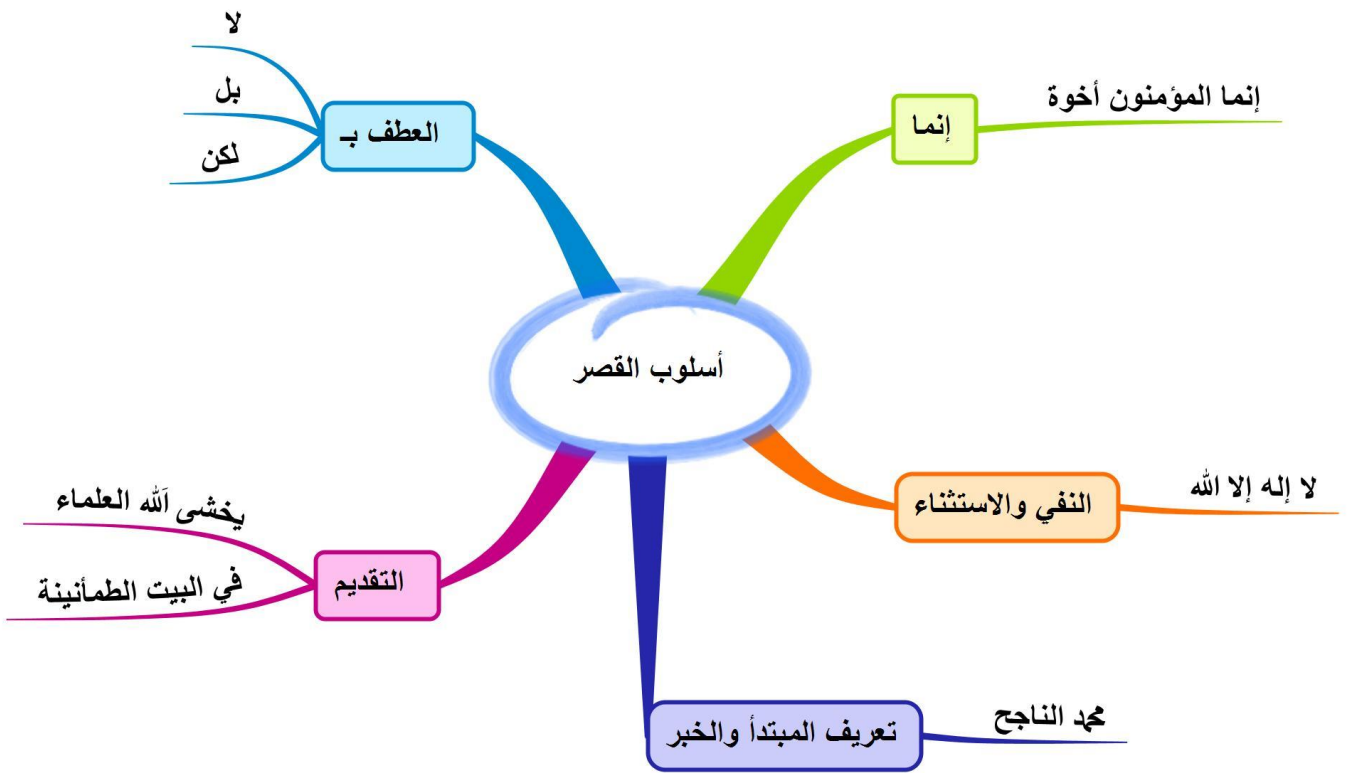 أسلوب القصر
إنما
إنما المؤمنون أخوة
النفي والاستثناء
لا إله إلا الله
تعريف المبتدأ والخبر
محمد الناجح
التقديم
يخشى اَلله العلماء
في البيت الطمأنينة
العطف بـ
لا
بل
لكن